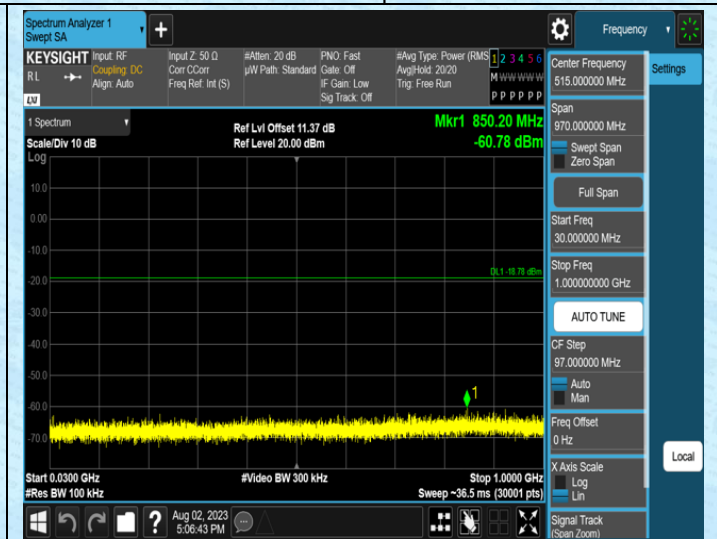 Spectrum Analyzer 1
Swept SA
Frequency
KEYSIGHT
RL
LXI
Input: RF
Coupling: DC
Align: Auto
Input Z: 50 Ω
Corr CCorr
Freq Ref: Int (S)
#Atten: 20 dB
µW Path: Standard
PNO: Fast
Gate: Off
IF Gain: Low
Sig Track: Off
#Avg Type: Power (RMS
Avg|Hold: 20/20
Trig: Free Run
1 2 3 4 5 6
M W W W W W
P P P P P P
1 Spectrum
Scale/Div 10 dB
Log
Ref Lvl Offset 11.37 dB
Ref Level 20.00 dBm
Mkr1 850.20 MHz
-60.78 dBm
10.0
0.00
-10.0
-20.0
-30.0
-40.0
-50.0
-60.0
-70.0
DL1 -18.78 dBm
1
Start 0.0300 GHz
#Res BW 100 kHz
#Video BW 300 kHz
Stop 1.0000 GHz
Sweep ~36.5 ms (30001 pts)
Aug 02, 2023
5:06:43 PM
Center Frequency
515.000000 MHz
Span
970.000000 MHz
Swept Span
Zero Span
Full Span
Start Freq
30.000000 MHz
Stop Freq
1.000000000 GHz
AUTO TUNE
CF Step
97.000000 MHz
Auto
Man
Freq Offset
0 Hz
X Axis Scale
Log
Lin
Signal Track
(Span Zoom)
Settings
Local